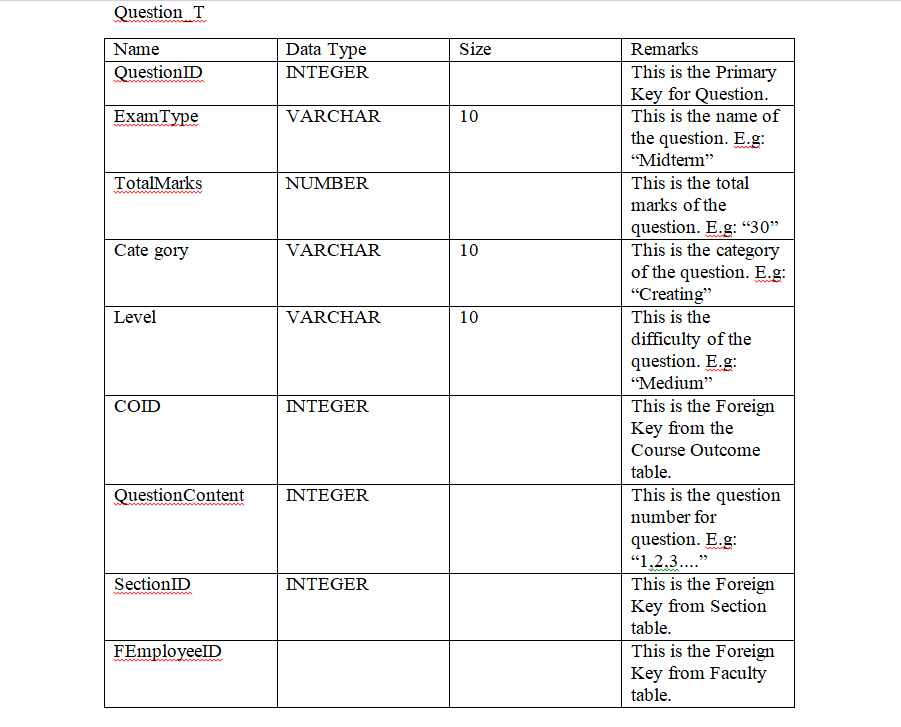 Question_T
Name Data Type Size Remarks
QuestionID INTEGER This is the Primary
Key for Question.
ExamType VARCHAR 10 This is the name of
the question. E.g:
“Midterm”
TotalMarks NUMBER This is the total
marks of the
question. E.g: “30”
Cate gory VARCHAR 10 This is the category
of the question. E.g:
“Creating”
Level VARCHAR 10 This is the
difficulty of the
question. E.g:
“Medium”
COID INTEGER This is the Foreign
Key from the
Course Outcome
table.
QuestionContent INTEGER This is the question
number for
question. E.g:
“1,2,3....”
SectionID INTEGER This is the Foreign
Key from Section
table.
FEmployeeID This is the Foreign
Key from Faculty
table.